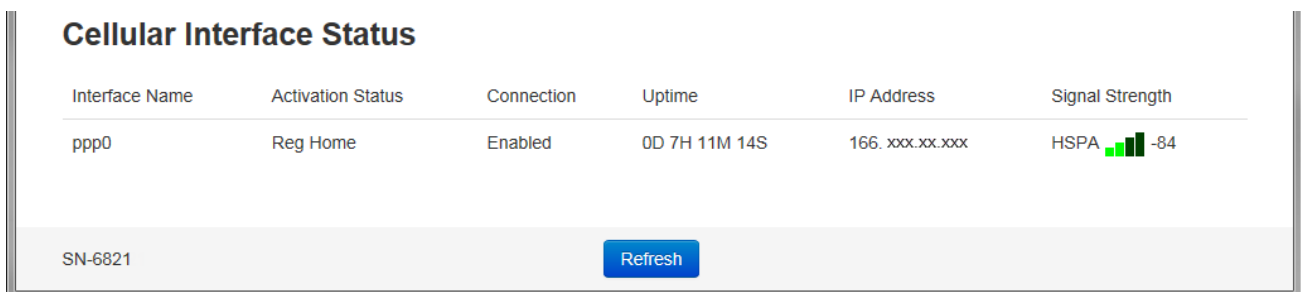 Cellular Interface Status
Interface Name Activation Status Connection Uptime IP Address Signal Strength
ppp0 Reg Home Enabled 0D 7H 11M 14S 166. xxx.xx.xxx HSPA -84
SN-6821 Refresh